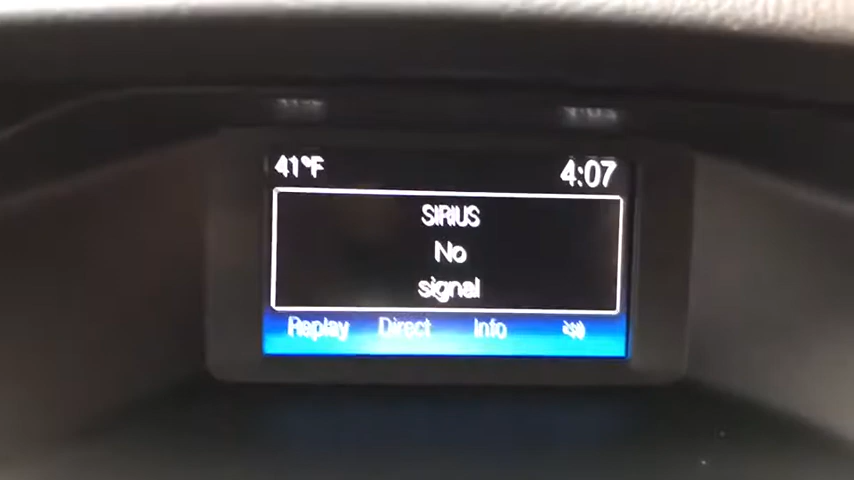 41°F 4:07
SIRIUS
No
signal
Replay Direct Info